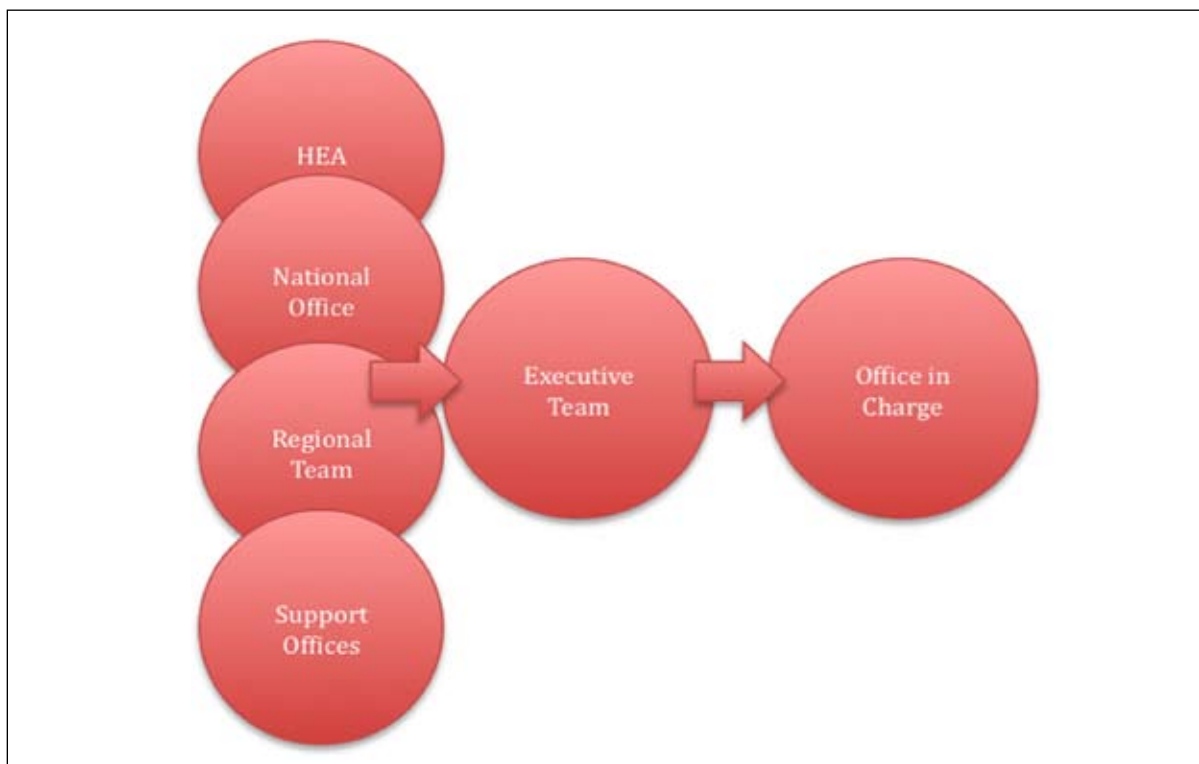 HEA
National
Office
Regional
Team
Support
Offices
Executive
Team
Office in
Charge